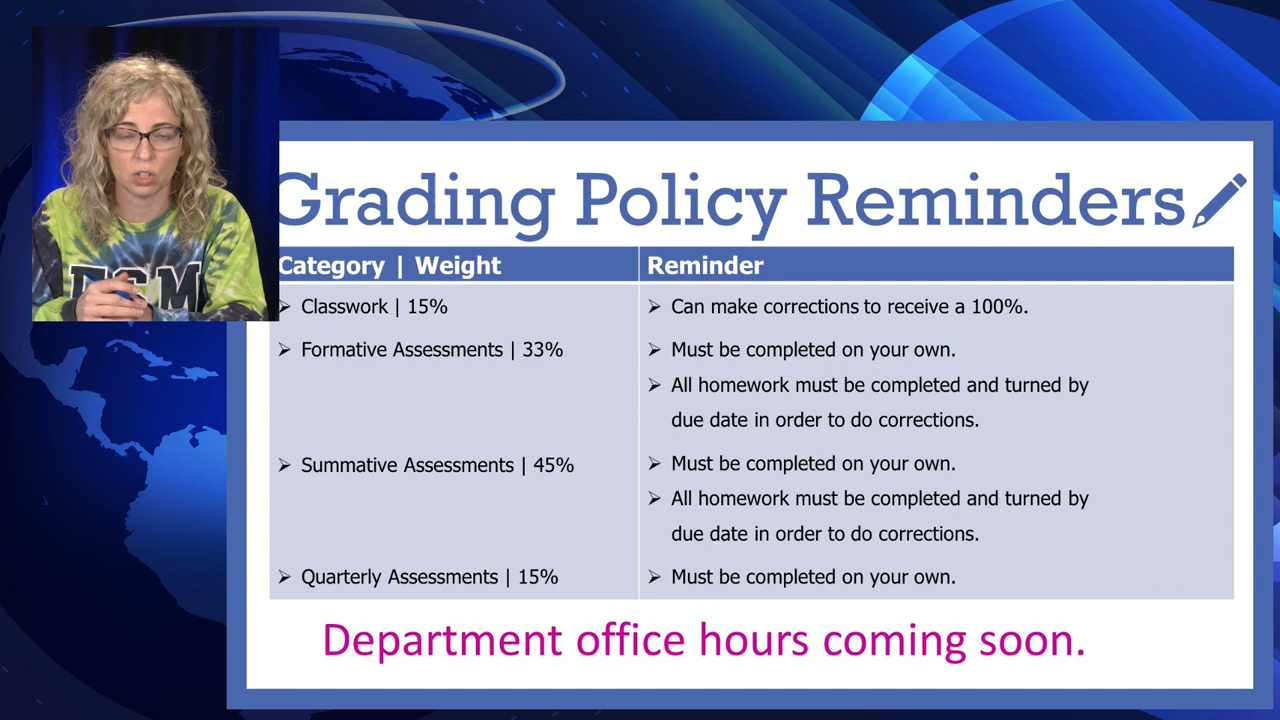 Grading Policy Reminders
Category | Weight
Reminder
➢ Classwork | 15%
➢ Can make corrections to receive a 100%.
➢ Formative Assessments | 33%
➢ Must be completed on your own.
➢ All homework must be completed and turned by
due date in order to do corrections.
➢ Summative Assessments | 45%
➢ Must be completed on your own.
➢ All homework must be completed and turned by
due date in order to do corrections.
➢ Quarterly Assessments | 15%
➢ Must be completed on your own.
Department office hours coming soon.